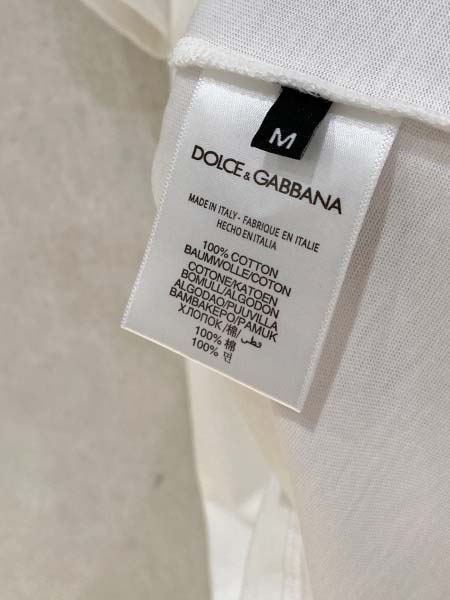 M
DOLCE & GABBANA
MADE IN ITALY - FABRIQUE EN ITALIE
HECHO EN ITALIA
100% COTTON
BAUMWOLLE/COTON
COTONE/KATOEN
BOMULL/ALGODON
ALGODAO/PUUVILLA
BAMBAKEPO/PAMUK
ХЛОПОК/棉/قطن/
100% 棉
100% 면